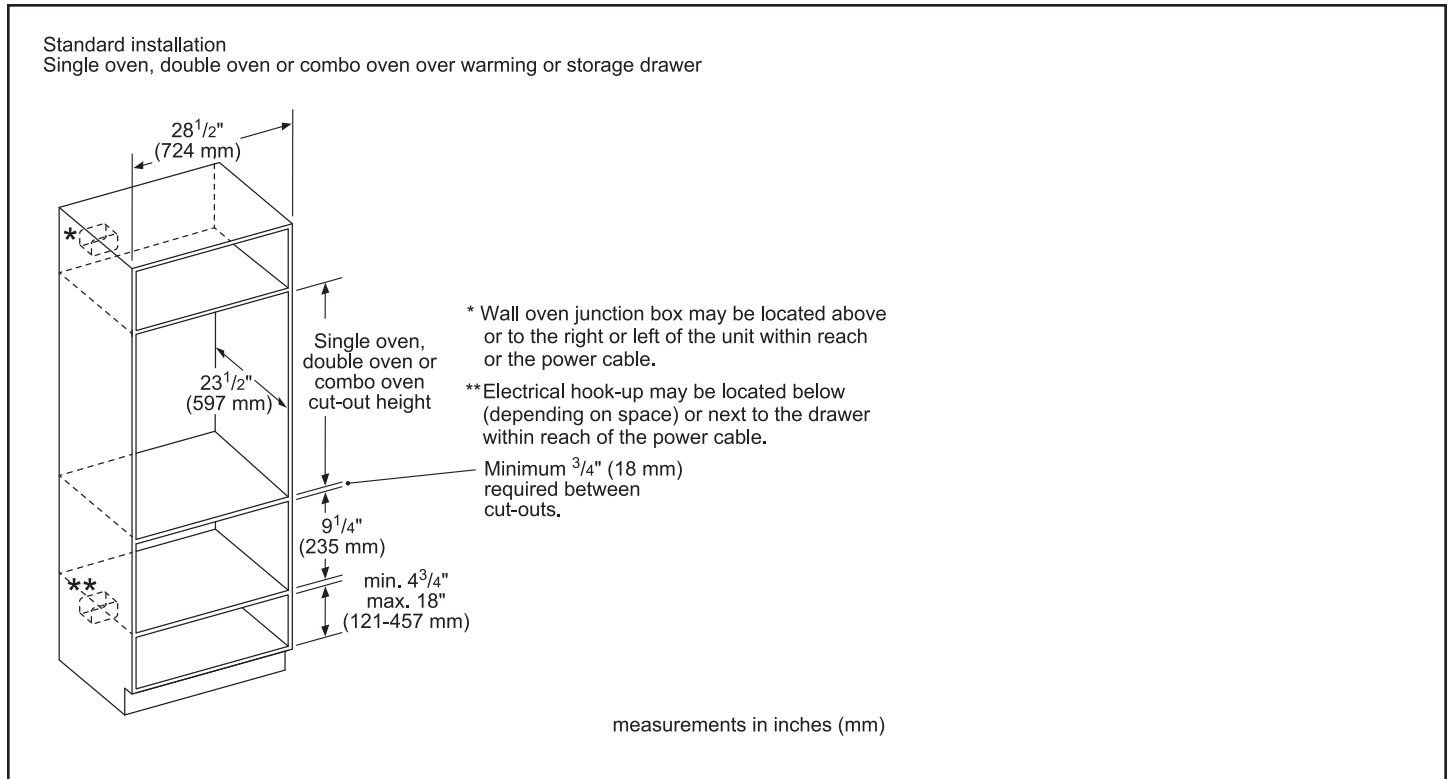 Standard installation
Single oven, double oven or combo oven over warming or storage drawer
28 1/2"
(724 mm)
*
Single oven,
double oven or
combo oven
cut-out height
23 1/2"
(597 mm)
* Wall oven junction box may be located above
or to the right or left of the unit within reach
or the power cable.
**Electrical hook-up may be located below
(depending on space) or next to the drawer
within reach of the power cable.
Minimum 3/4" (18 mm)
required between
cut-outs.
9 1/4"
(235 mm)
**
min. 4 3/4"
max. 18"
(121-457 mm)
measurements in inches (mm)